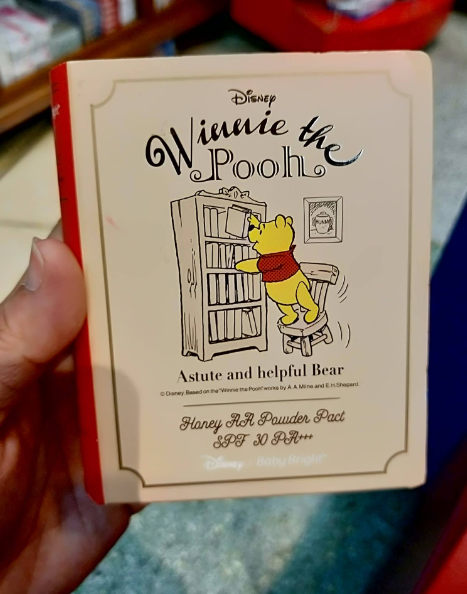 Disney
Winnie the
Pooh
Astute and helpful Bear
© Disney. Based on the "Winnie the Pooh" works by A.A. Milne and E.H. Shepard.
Honey AA Powder Pact
SPF 30 PA+++
Disney Baby Bright